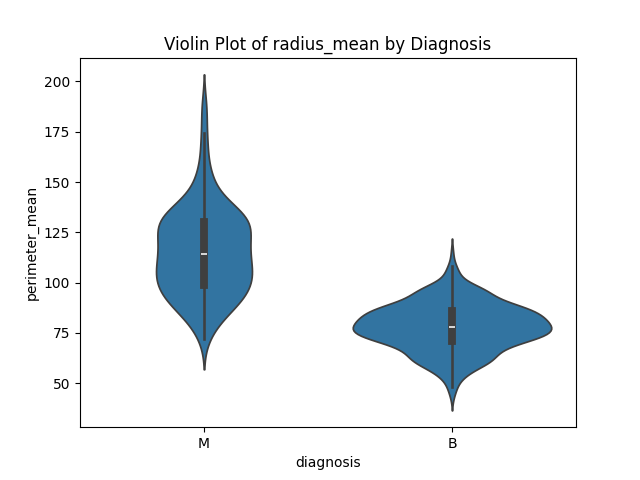 Violin Plot of radius_mean by Diagnosis
200
175
150
125
100
75
50
perimeter_mean
M
B
diagnosis